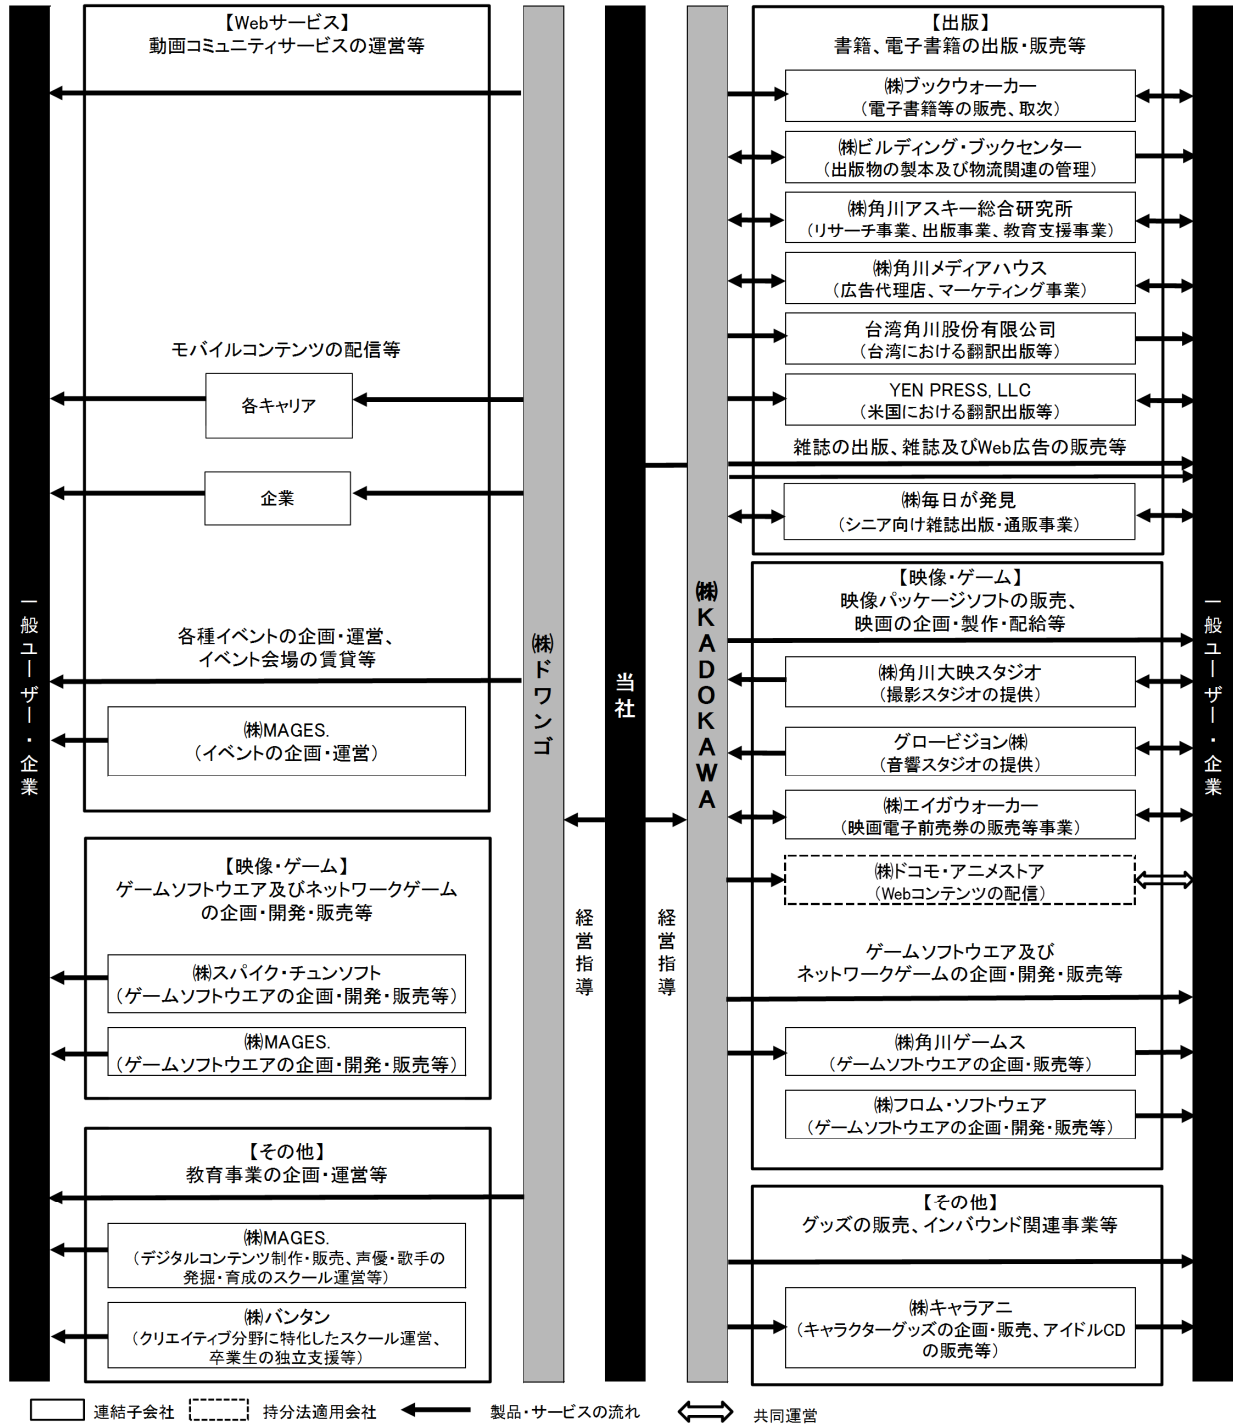 【Webサービス】
動画コミュニティサービスの運営等
モバイルコンテンツの配信等
各キャリア
企業
各種イベントの企画・運営、
イベント会場の賃貸等
㈱MAGES.
（イベントの企画・運営）
【映像・ゲーム】
ゲームソフトウエア及びネットワークゲーム
の企画・開発・販売等
㈱スパイク・チュンソフト
（ゲームソフトウエアの企画・開発・販売等）
㈱MAGES.
（ゲームソフトウエアの企画・開発・販売等）
【その他】
教育事業の企画・運営等
㈱MAGES.
（デジタルコンテンツ制作・販売、声優・歌手の
発掘・育成のスクール運営等）
㈱バンタン
（クリエイティブ分野に特化したスクール運営、
卒業生の独立支援等）
一般ユーザー・企業
㈱ドワンゴ
経営指導
当社
経営指導
㈱KADOKAWA
【出版】
書籍、電子書籍の出版・販売等
㈱ブックウォーカー
（電子書籍等の販売、取次）
㈱ビルディング・ブックセンター
（出版物の製本及び物流関連の管理）
㈱角川アスキー総合研究所
（リサーチ事業、出版事業、教育支援事業）
㈱角川メディアハウス
（広告代理店、マーケティング事業）
台湾角川股份有限公司
（台湾における翻訳出版等）
YEN PRESS, LLC
（米国における翻訳出版等）
雑誌の出版、雑誌及びWeb広告の販売等
㈱毎日が発見
（シニア向け雑誌出版・通販事業）
【映像・ゲーム】
映像パッケージソフトの販売、
映画の企画・製作・配給等
㈱角川大映スタジオ
（撮影スタジオの提供）
グロービジョン㈱
（音響スタジオの提供）
㈱エイガウォーカー
（映画電子前売券の販売等事業）
㈱ドコモ・アニメストア
（Webコンテンツの配信）
ゲームソフトウエア及び
ネットワークゲームの企画・開発・販売等
㈱角川ゲームス
（ゲームソフトウエアの企画・販売等）
㈱フロム・ソフトウェア
（ゲームソフトウエアの企画・開発・販売等）
【その他】
グッズの販売、インバウンド関連事業等
㈱キャラアニ
（キャラクターグッズの企画・販売、アイドルCD
の販売等）
一般ユーザー・企業
連結子会社
持分法適用会社
製品・サービスの流れ
共同運営